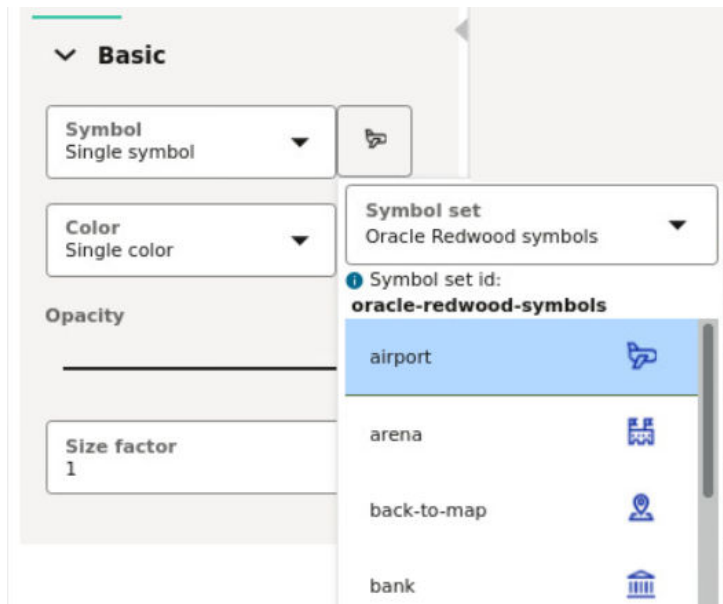 Basic
Symbol
Single symbol
Color
Single color
Opacity
Size factor
1
Symbol set
Oracle Redwood symbols
Symbol set id:
oracle-redwood-symbols
airport
arena
back-to-map
bank